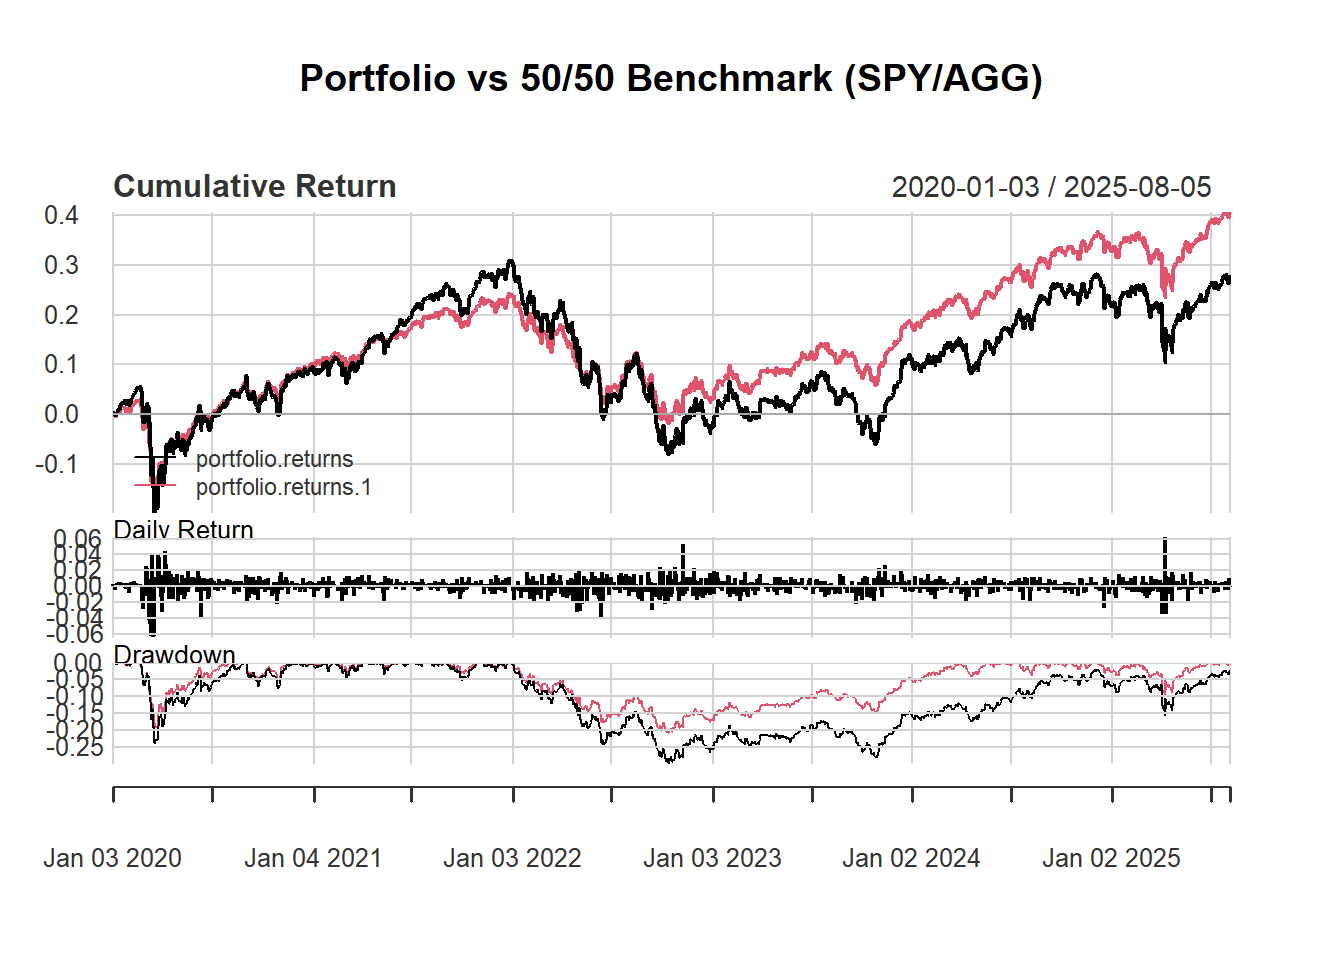 Portfolio vs 50/50 Benchmark (SPY/AGG)
Cumulative Return 2020-01-03 / 2025-08-05
0.4
0.3
0.2
0.1
0.0
-0.1
portfolio.returns
portfolio.returns.1
Daily Return
0.06
0.04
0.02
0.00
-0.02
-0.04
-0.06
Drawdown
0.00
-0.05
-0.10
-0.15
-0.20
-0.25
Jan 03 2020 Jan 04 2021 Jan 03 2022 Jan 03 2023 Jan 02 2024 Jan 02 2025